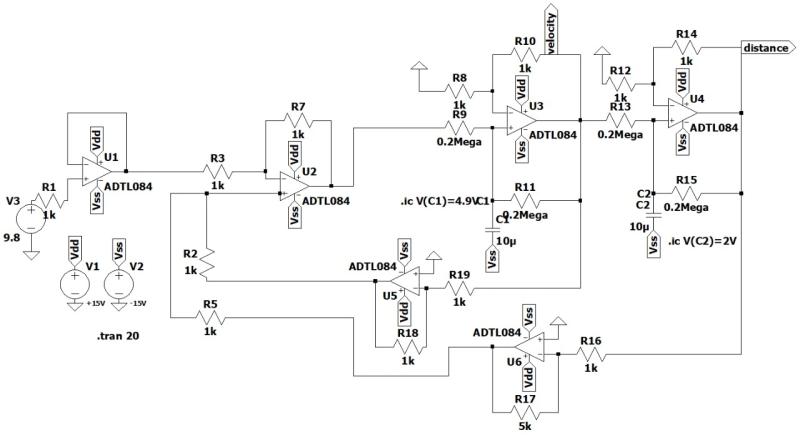 velocity
distance
R10
1k
R14
1k
R8
1k
Vdd
U3
ADTL084
Vss
R9
0.2Mega
R12
1k
R13
0.2Mega
Vdd
U4
ADTL084
Vss
R7
1k
Vdd
U1
ADTL084
Vss
R3
1k
Vdd
U2
ADTL084
Vss
V3
9.8
R1
1k
.ic V(C1)=4.9V
C1
C1
10µ
Vss
R11
0.2Mega
C2
C2
10µ
Vss
R15
0.2Mega
.ic V(C2)=2V
Vdd
V1
+15V
Vss
V2
-15V
.tran 20
R2
1k
R5
1k
Vss
ADTL084
U5
Vdd
R19
1k
R18
1k
Vss
ADTL084
U6
Vdd
R16
1k
R17
5k